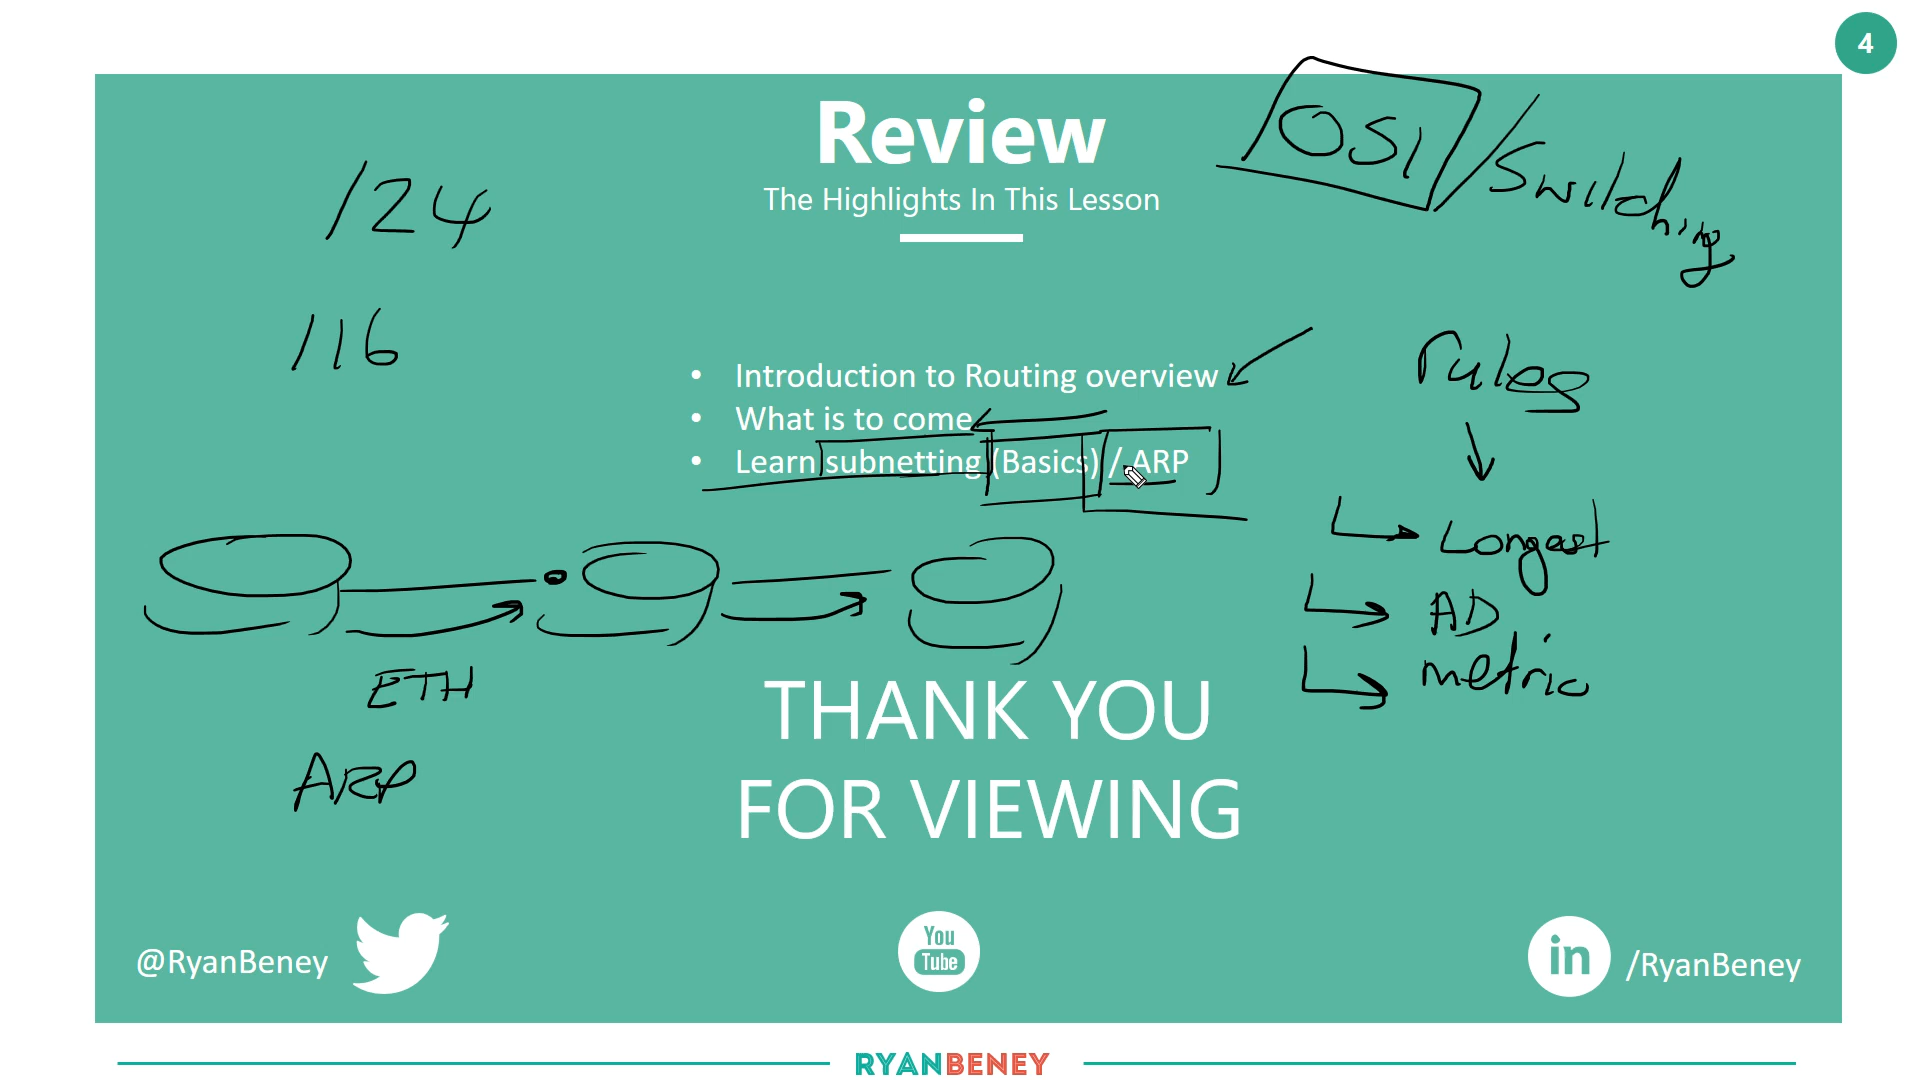 4
Review
The Highlights In This Lesson
OSI / Switching
/24
/16
• Introduction to Routing overview
• What is to come
• Learn subnetting (Basics) / ARP
rules
Longest
AD
metric
ETH
ARP
THANK YOU
FOR VIEWING
@RyanBeney
You
Tube
in
/RyanBeney
RYANBENEY